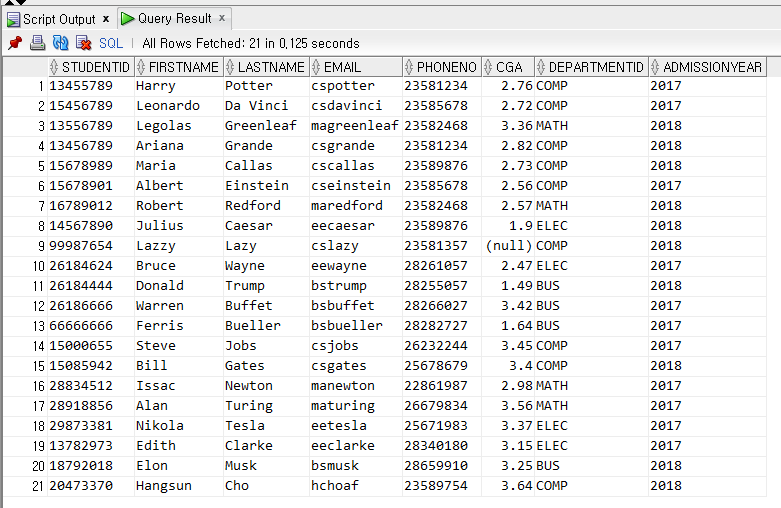 Script Output x Query Result x
SQL | All Rows Fetched: 21 in 0,125 seconds
STUDENTID FIRSTNAME LASTNAME EMAIL PHONENO CGA DEPARTMENTID ADMISSIONYEAR
1 13455789 Harry Potter cspotter 23581234 2.76 COMP 2017
2 15456789 Leonardo Da Vinci csdavinci 23585678 2.72 COMP 2017
3 13556789 Legolas Greenleaf magreenleaf 23582468 3.36 MATH 2018
4 13456789 Ariana Grande csgrande 23581234 2.82 COMP 2018
5 15678989 Maria Callas cscallas 23589876 2.73 COMP 2018
6 15678901 Albert Einstein cseinstein 23585678 2.56 COMP 2017
7 16789012 Robert Redford maredford 23582468 2.57 MATH 2018
8 14567890 Julius Caesar eecaesar 23589876 1.9 ELEC 2018
9 99987654 Lazzy Lazy cslazy 23581357 (null) COMP 2018
10 26184624 Bruce Wayne eewayne 28261057 2.47 ELEC 2017
11 26184444 Donald Trump bstrump 28255057 1.49 BUS 2018
12 26186666 Warren Buffet bsbuffet 28266027 3.42 BUS 2017
13 66666666 Ferris Bueller bsbueller 28282727 1.64 BUS 2017
14 15000655 Steve Jobs csjobs 26232244 3.45 COMP 2017
15 15085942 Bill Gates csgates 25678679 3.4 COMP 2018
16 28834512 Issac Newton manewton 22861987 2.98 MATH 2017
17 28918856 Alan Turing maturing 26679834 3.56 MATH 2017
18 29873381 Nikola Tesla eetesla 25671983 3.37 ELEC 2017
19 13782973 Edith Clarke eeclarke 28340180 3.15 ELEC 2017
20 18792018 Elon Musk bsmusk 28659910 3.25 BUS 2018
21 20473370 Hangsun Cho hchoaf 23589754 3.64 COMP 2018